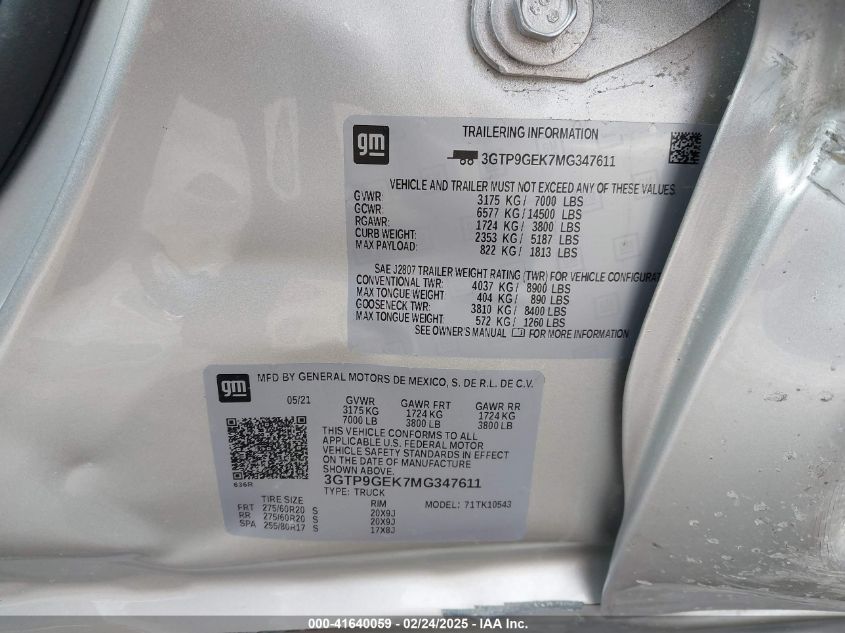 gm
TRAILERING INFORMATION
3GTP9GEK7MG347611
VEHICLE AND TRAILER MUST NOT EXCEED ANY OF THESE VALUES
GVWR: 3175 KG / 7000 LBS
GCWR: 6577 KG / 14500 LBS
RGAWR: 1724 KG / 3800 LBS
CURB WEIGHT: 2353 KG / 5187 LBS
MAX PAYLOAD: 822 KG / 1813 LBS
SAE J2807 TRAILER WEIGHT RATING (TWR) FOR VEHICLE CONFIGURAT
CONVENTIONAL TWR: 4037 KG / 8900 LBS
MAX TONGUE WEIGHT: 404 KG / 890 LBS
GOOSENECK TWR: 3810 KG / 8400 LBS
MAX TONGUE WEIGHT: 572 KG / 1260 LBS
SEE OWNER'S MANUAL FOR MORE INFORMATION
gm
MFD BY GENERAL MOTORS DE MEXICO, S. DE R.L. DE C.V.
05/21 GVWR GAWR FRT GAWR RR
3175 KG 1724 KG 1724 KG
7000 LB 3800 LB 3800 LB
THIS VEHICLE CONFORMS TO ALL
APPLICABLE U.S. FEDERAL MOTOR
VEHICLE SAFETY STANDARDS IN EFFECT
ON THE DATE OF MANUFACTURE
SHOWN ABOVE.
3GTP9GEK7MG347611
636R
TYPE: TRUCK
TIRE SIZE RIM MODEL: 71TK10543
FRT 275/60R20 S 20X9J
RR 275/60R20 S 20X9J
SPA 255/80R17 S 17X8J
000-41640059 - 02/24/2025 - IAA Inc.